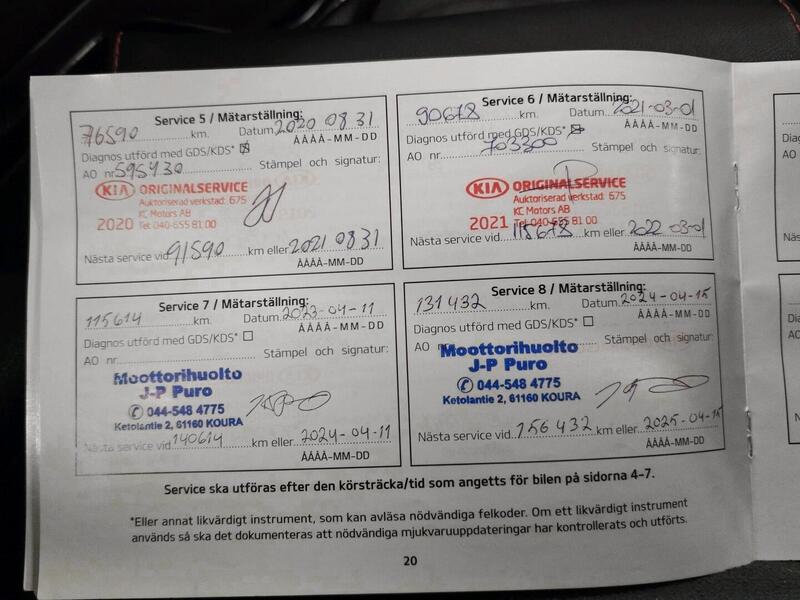 Service 5 / Mätarställning:
76590 km. Datum 2020 08 31
ÅÅÅÅ-MM-DD
Diagnos utförd med GDS/KDS*
AO nr 595930 Stämpel och signatur:
KIA ORIGINALSERVICE
Auktoriserad verkstad: 675
KC Motors AB
2020 Tel 040-655 81 00
Nästa service vid 91590 km eller 2021 08 31
ÅÅÅÅ-MM-DD
Service 6 / Mätarställning:
90678 km. Datum 2021-03-01
ÅÅÅÅ-MM-DD
Diagnos utförd med GDS/KDS*
AO nr. 703300 Stämpel och signatur:
KIA ORIGINALSERVICE
Auktoriserad verkstad: 675
KC Motors AB
2021 Tel 040-655 81 00
Nästa service vid 115678 km eller 2022-03-01
ÅÅÅÅ-MM-DD
Service 7 / Mätarställning:
115614 km. Datum 2023-04-11
ÅÅÅÅ-MM-DD
Diagnos utförd med GDS/KDS*
AO nr. Stämpel och signatur:
Moottorihuolto
J-P Puro
✆ 044-548 4775
Ketolantie 2, 61160 KOURA
Nästa service vid 140614 km eller 2024-04-11
ÅÅÅÅ-MM-DD
Service 8 / Mätarställning:
131432 km. Datum 2024-04-15
ÅÅÅÅ-MM-DD
Diagnos utförd med GDS/KDS*
AO nr. Stämpel och signatur:
Moottorihuolto
J-P Puro
✆ 044-548 4775
Ketolantie 2, 61160 KOURA
Nästa service vid 156432 km eller 2025-04-15
ÅÅÅÅ-MM-DD
Service ska utföras efter den körsträcka/tid som angetts för bilen på sidorna 4-7.
*Eller annat likvärdigt instrument, som kan avläsa nödvändiga felkoder. Om ett likvärdigt instrument
används så ska det dokumenteras att nödvändiga mjukvaruuppdateringar har kontrollerats och utförts.
20